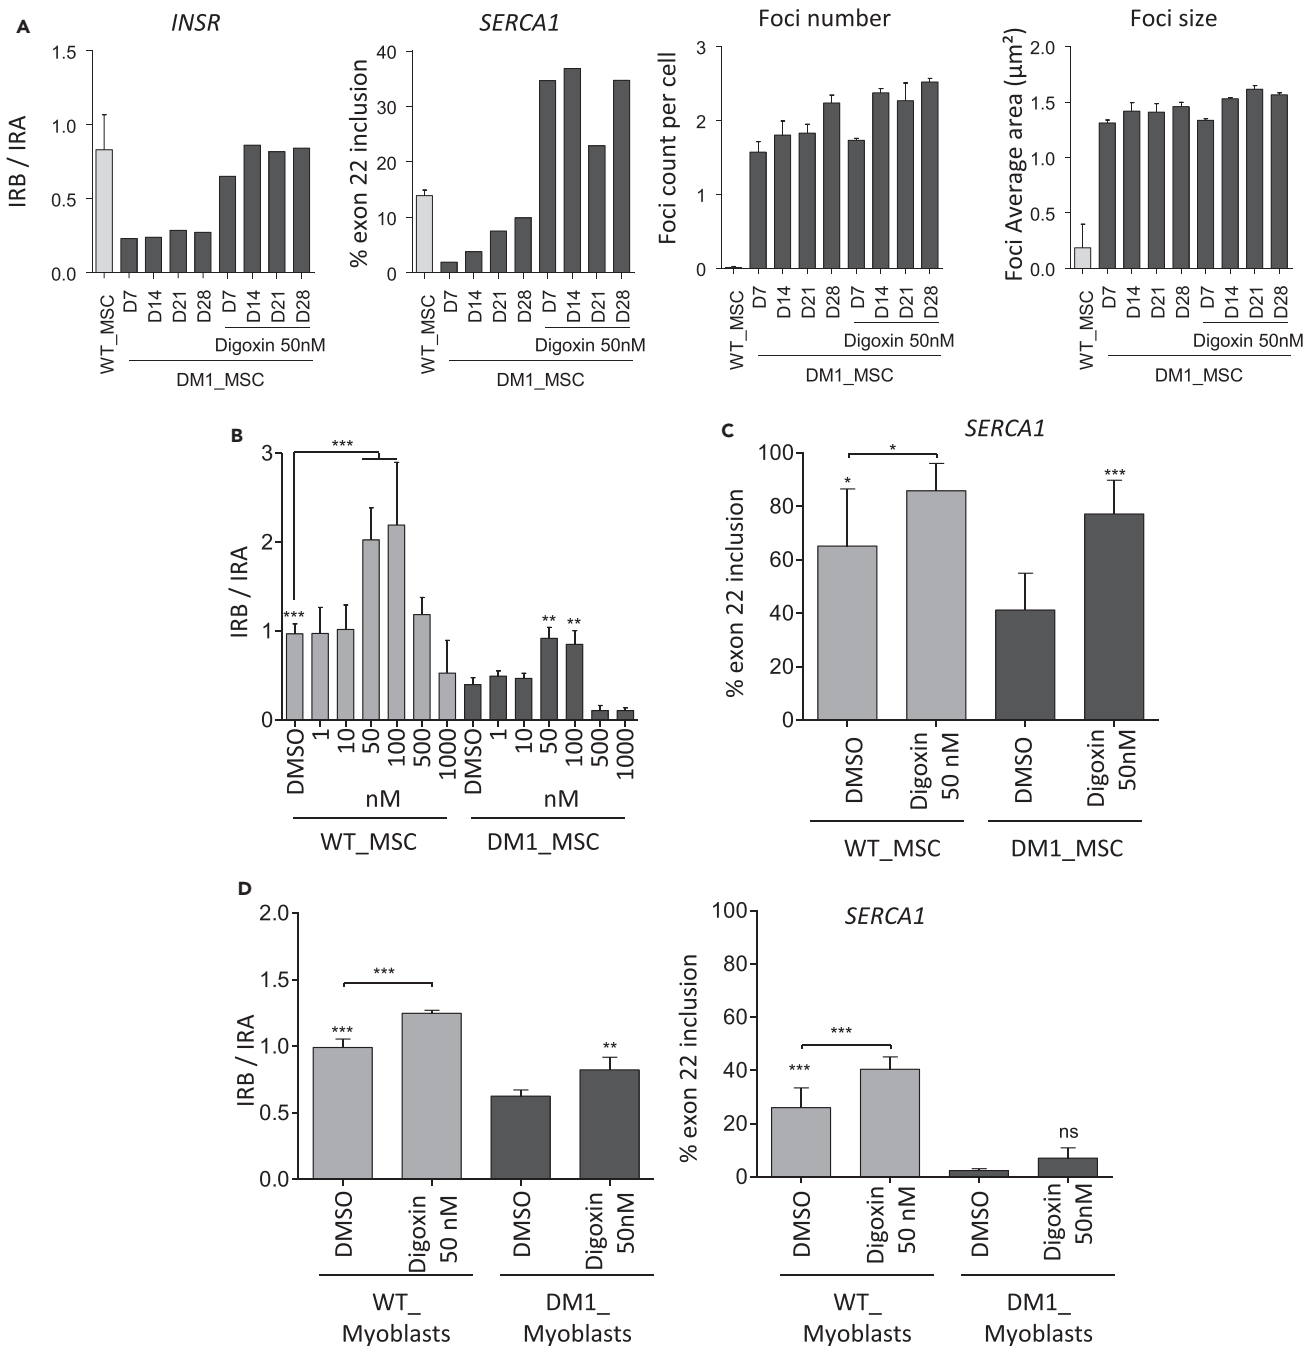 A
INSR
IRB / IRA
1.5
1.0
0.5
0.0
WT_MSC
D7
D14
D21
D28
D7
D14
D21
D28
Digoxin 50nM
DM1_MSC
SERCA1
% exon 22 inclusion
40
30
20
10
0
WT_MSC
D7
D14
D21
D28
D7
D14
D21
D28
Digoxin 50nM
DM1_MSC
Foci number
Foci count per cell
3
2
1
0
WT_MSC
D7
D14
D21
D28
D7
D14
D21
D28
Digoxin 50nM
DM1_MSC
Foci size
Foci Average area (µm²)
2.0
1.5
1.0
0.5
0.0
WT_MSC
D7
D14
D21
D28
D7
D14
D21
D28
Digoxin 50nM
DM1_MSC
B
IRB / IRA
3
2
1
0
***
***
**
**
DMSO
1
10
50
100
500
1000
DMSO
1
10
50
100
500
1000
nM
nM
WT_MSC
DM1_MSC
C
SERCA1
% exon 22 inclusion
100
80
60
40
20
0
*
*
***
DMSO
Digoxin
50 nM
DMSO
Digoxin
50nM
WT_MSC
DM1_MSC
D
IRB / IRA
2.0
1.5
1.0
0.5
0.0
***
***
**
DMSO
Digoxin
50 nM
DMSO
Digoxin
50nM
WT_
Myoblasts
DM1_
Myoblasts
SERCA1
% exon 22 inclusion
100
80
60
40
20
0
***
***
ns
DMSO
Digoxin
50 nM
DMSO
Digoxin
50nM
WT_
Myoblasts
DM1_
Myoblasts